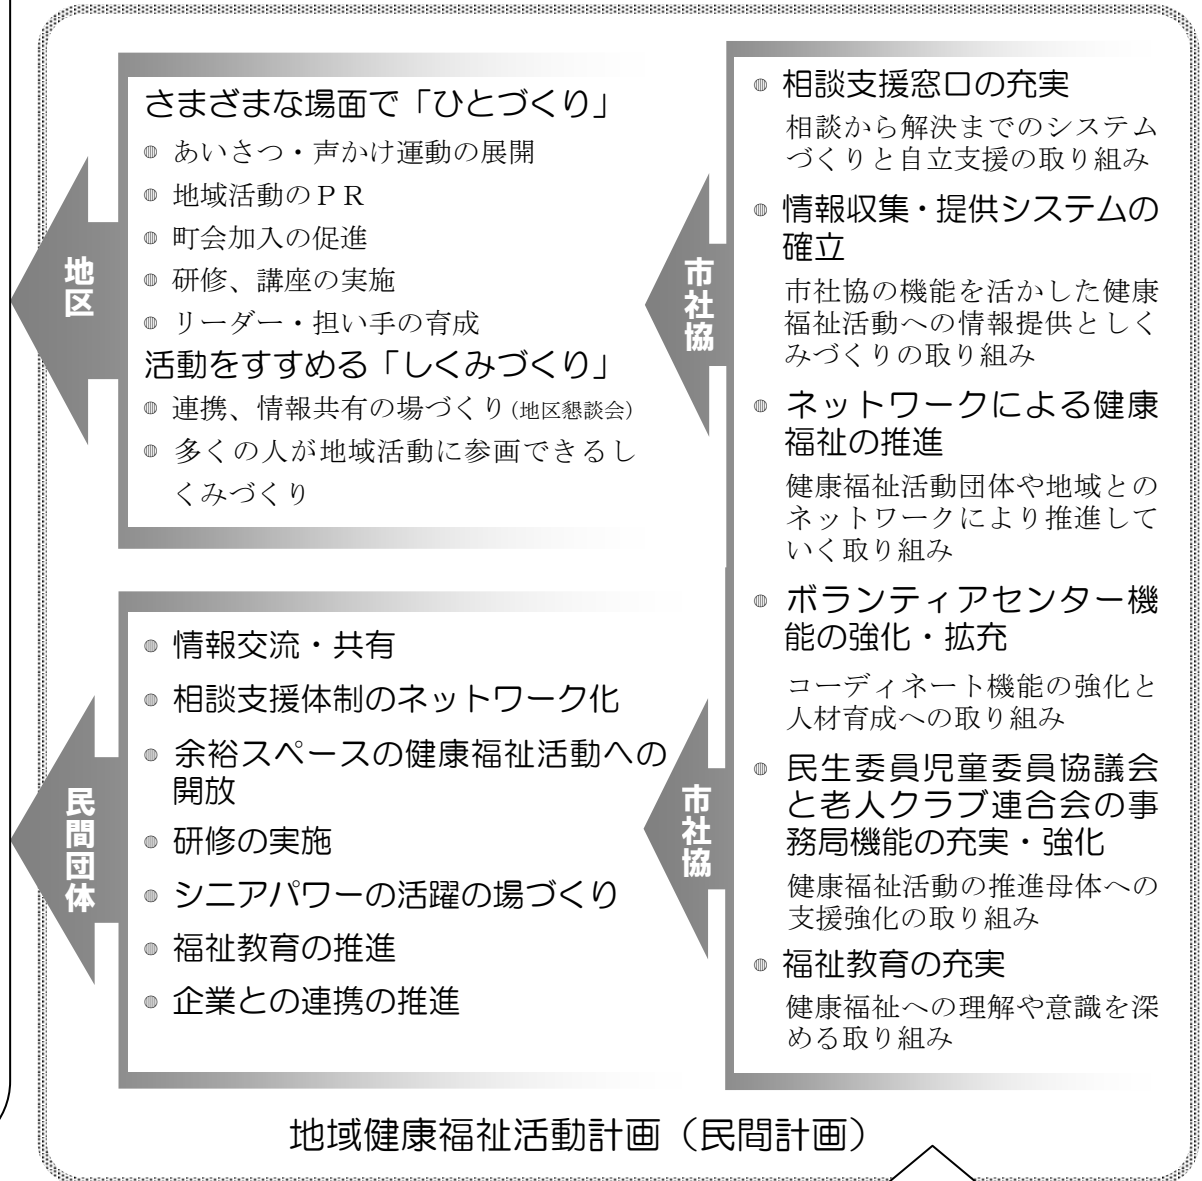 地区
さまざまな場面で「ひとづくり」
あいさつ・声かけ運動の展開
地域活動のＰＲ
町会加入の促進
研修、講座の実施
リーダー・担い手の育成
活動をすすめる「しくみづくり」
連携、情報共有の場づくり(地区懇談会)
多くの人が地域活動に参画できるし
くみづくり
民間団体
情報交流・共有
相談支援体制のネットワーク化
余裕スペースの健康福祉活動への
開放
研修の実施
シニアパワーの活躍の場づくり
福祉教育の推進
企業との連携の推進
市社協
市社協
相談支援窓口の充実
相談から解決までのシステム
づくりと自立支援の取り組み
情報収集・提供システムの
確立
市社協の機能を活かした健康
福祉活動への情報提供としく
みづくりの取り組み
ネットワークによる健康
福祉の推進
健康福祉活動団体や地域との
ネットワークにより推進して
いく取り組み
ボランティアセンター機
能の強化・拡充
コーディネート機能の強化と
人材育成への取り組み
民生委員児童委員協議会
と老人クラブ連合会の事
務局機能の充実・強化
健康福祉活動の推進母体への
支援強化の取り組み
福祉教育の充実
健康福祉への理解や意識を深
める取り組み
地域健康福祉活動計画（民間計画）